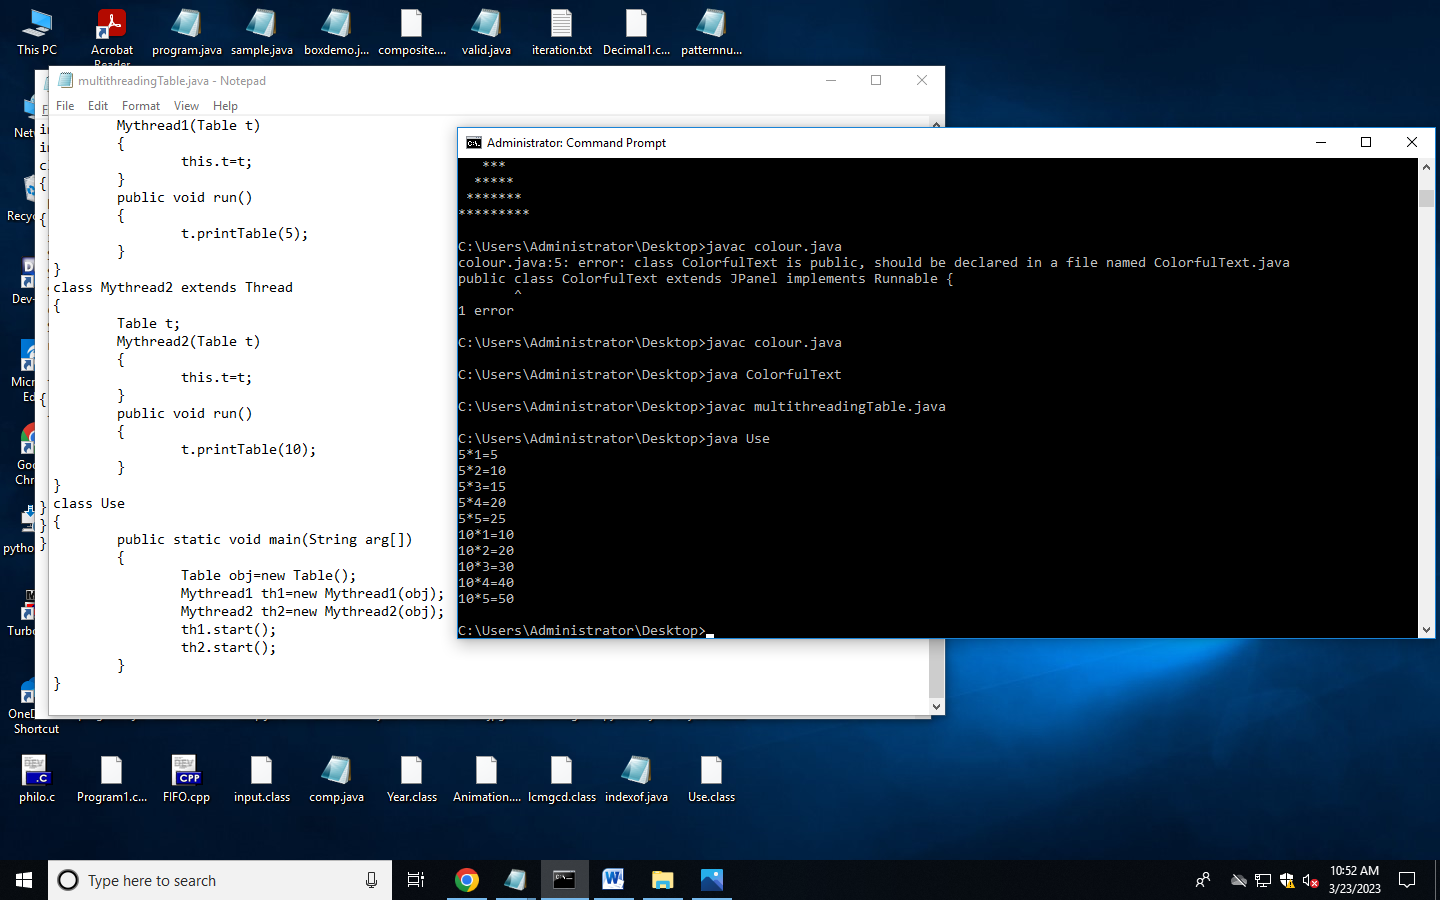 This PC
Acrobat
Reader
program.java
sample.java
boxdemo.j...
composite....
valid.java
iteration.txt
Decimal1.c...
patternnu...
multithreadingTable.java - Notepad
File Edit Format View Help
Mythread1(Table t)
{
this.t=t;
}
public void run()
{
t.printTable(5);
}
}
class Mythread2 extends Thread
{
Table t;
Mythread2(Table t)
{
this.t=t;
}
public void run()
{
t.printTable(10);
}
}
class Use
{
public static void main(String arg[])
{
Table obj=new Table();
Mythread1 th1=new Mythread1(obj);
Mythread2 th2=new Mythread2(obj);
th1.start();
th2.start();
}
}
Administrator: Command Prompt
***
*****
*******
*********
C:\Users\Administrator\Desktop>javac colour.java
colour.java:5: error: class ColorfulText is public, should be declared in a file named ColorfulText.java
public class ColorfulText extends JPanel implements Runnable {
^
1 error
C:\Users\Administrator\Desktop>javac colour.java
C:\Users\Administrator\Desktop>java ColorfulText
C:\Users\Administrator\Desktop>javac multithreadingTable.java
C:\Users\Administrator\Desktop>java Use
5*1=5
5*2=10
5*3=15
5*4=20
5*5=25
10*1=10
10*2=20
10*3=30
10*4=40
10*5=50
C:\Users\Administrator\Desktop>
Shortcut
philo.c
Program1.c...
FIFO.cpp
input.class
comp.java
Year.class
Animation....
lcmgcd.class
indexof.java
Use.class
Type here to search
10:52 AM
3/23/2023